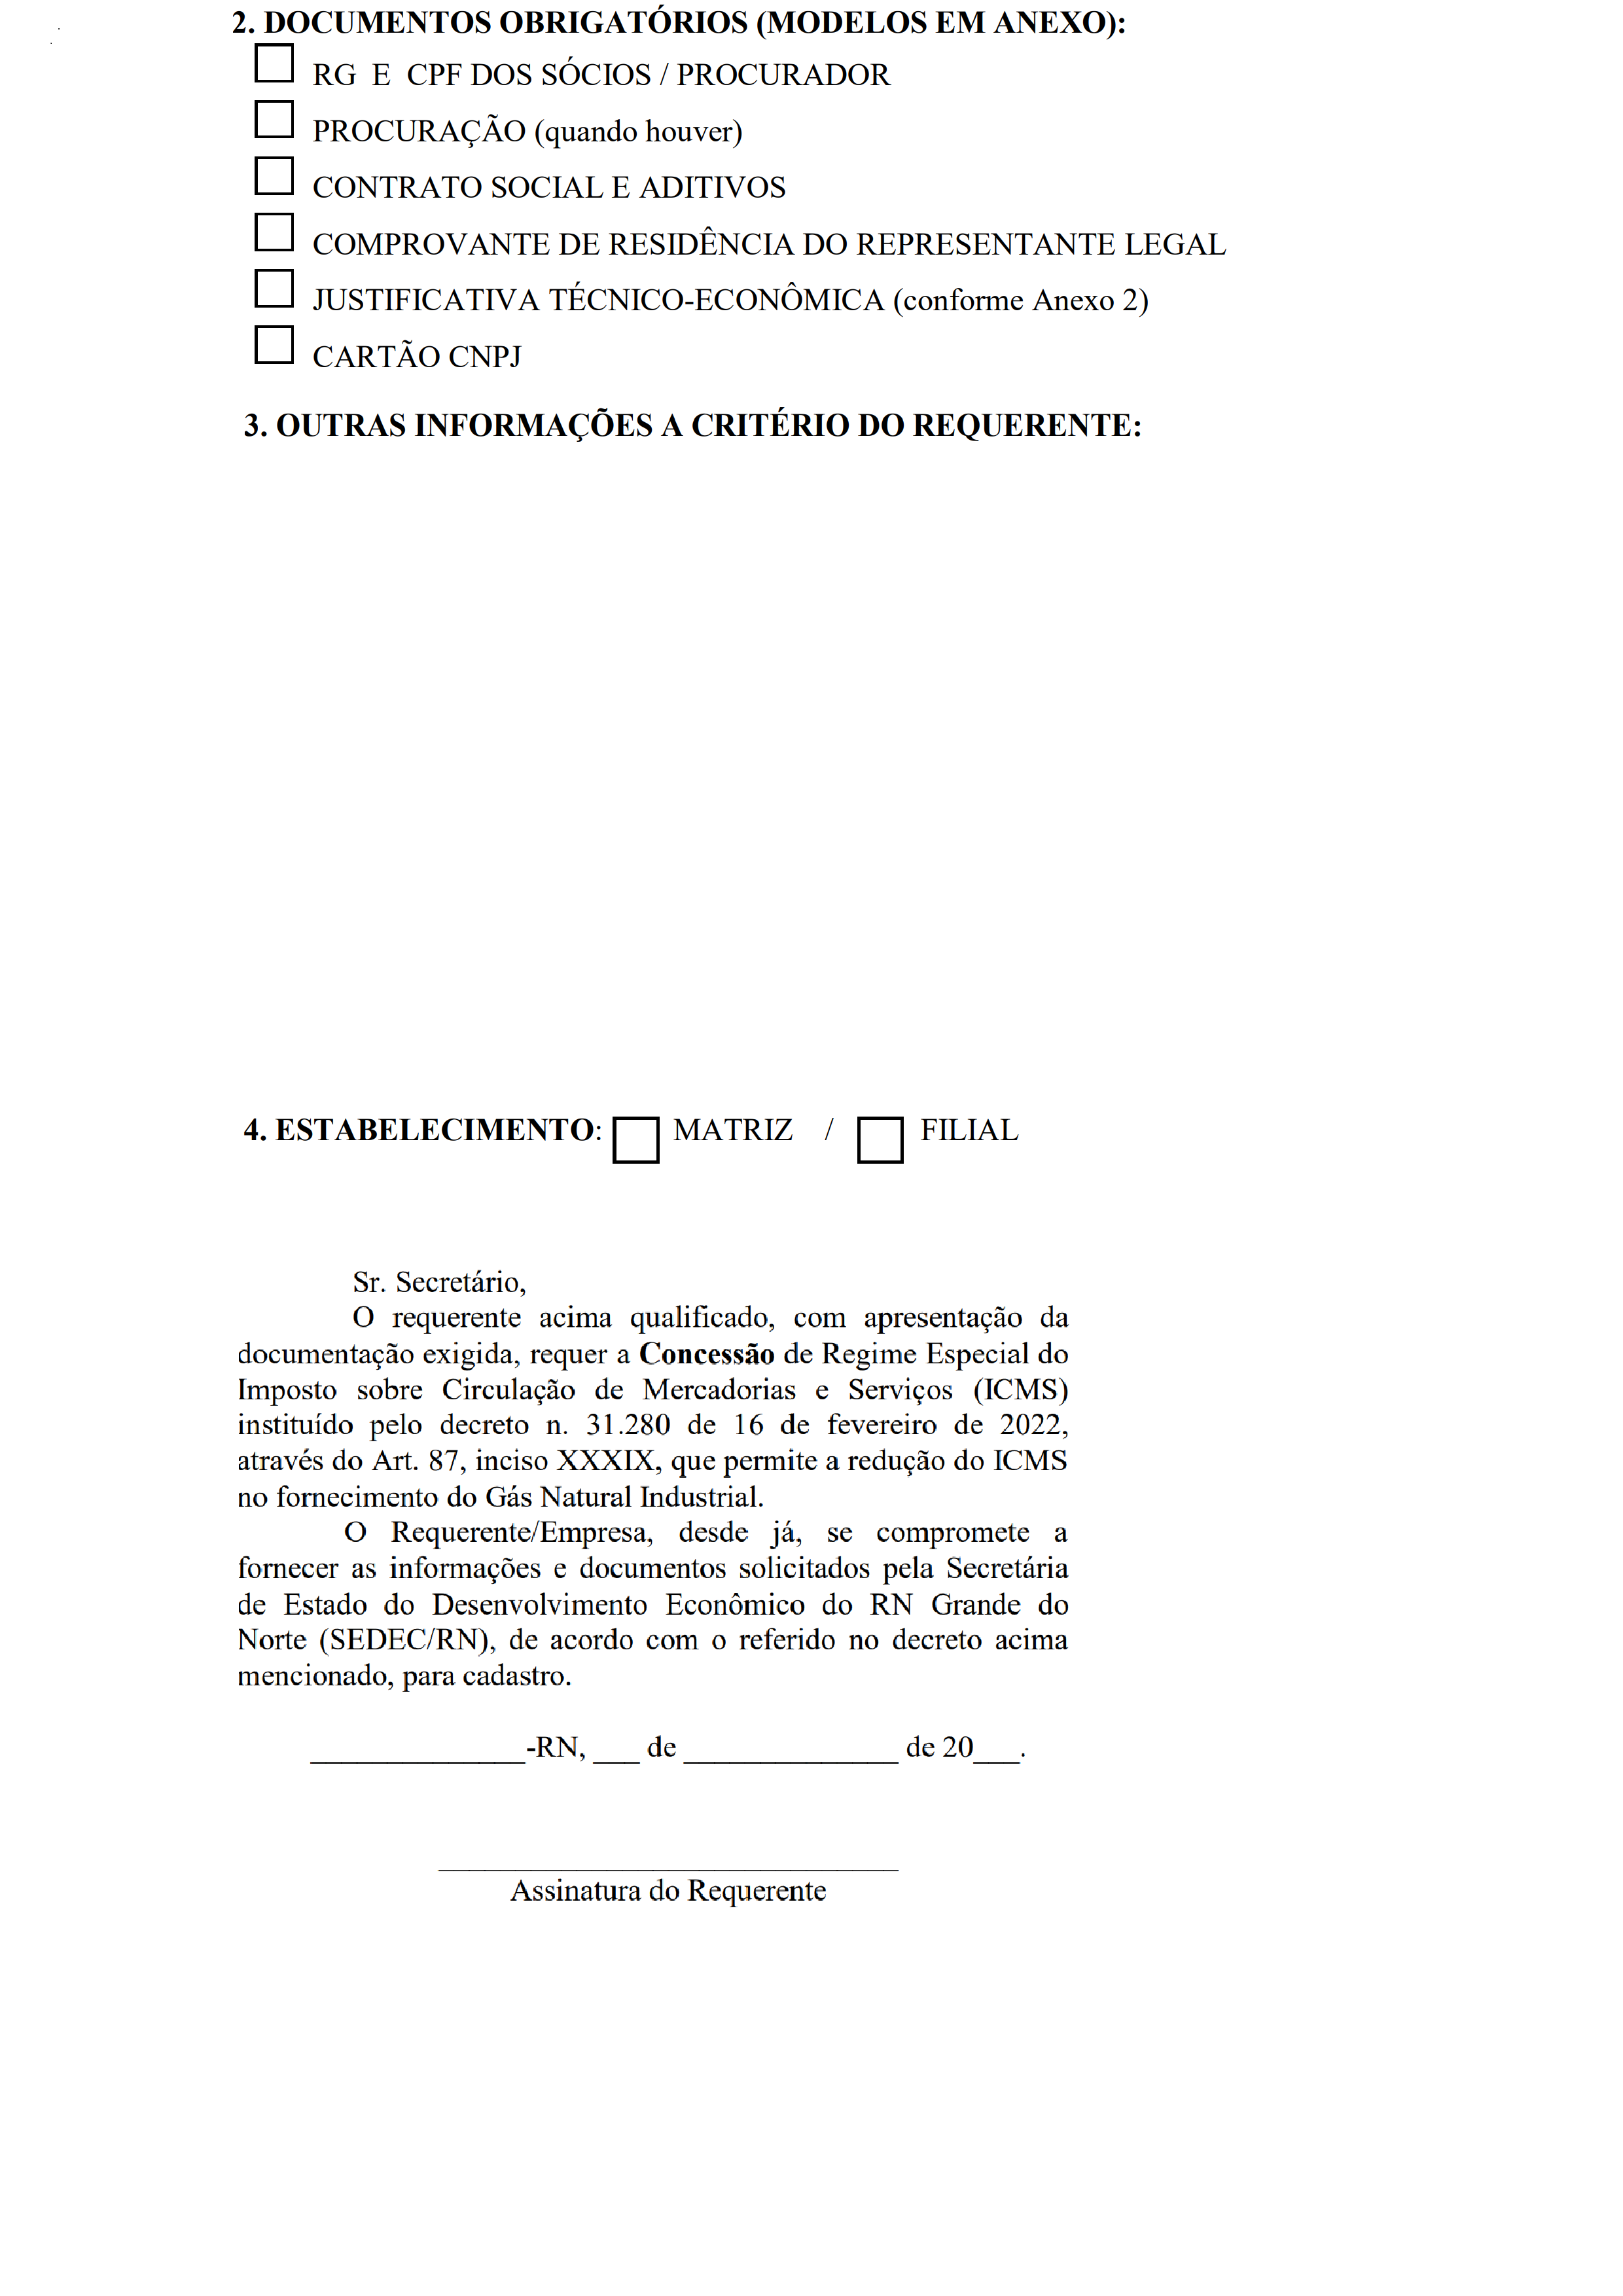 2. DOCUMENTOS OBRIGATÓRIOS (MODELOS EM ANEXO):
RG E CPF DOS SÓCIOS / PROCURADOR
PROCURAÇÃO (quando houver)
CONTRATO SOCIAL E ADITIVOS
COMPROVANTE DE RESIDÊNCIA DO REPRESENTANTE LEGAL
JUSTIFICATIVA TÉCNICO-ECONÔMICA (conforme Anexo 2)
CARTÃO CNPJ
3. OUTRAS INFORMAÇÕES A CRITÉRIO DO REQUERENTE:
4. ESTABELECIMENTO: MATRIZ / FILIAL
Sr. Secretário,
O requerente acima qualificado, com apresentação da
documentação exigida, requer a Concessão de Regime Especial do
Imposto sobre Circulação de Mercadorias e Serviços (ICMS)
instituído pelo decreto n. 31.280 de 16 de fevereiro de 2022,
através do Art. 87, inciso XXXIX, que permite a redução do ICMS
no fornecimento do Gás Natural Industrial.
O Requerente/Empresa, desde já, se compromete a
fornecer as informações e documentos solicitados pela Secretária
de Estado do Desenvolvimento Econômico do RN Grande do
Norte (SEDEC/RN), de acordo com o referido no decreto acima
mencionado, para cadastro.
______________-RN, ___ de ______________ de 20___.
______________________________
Assinatura do Requerente